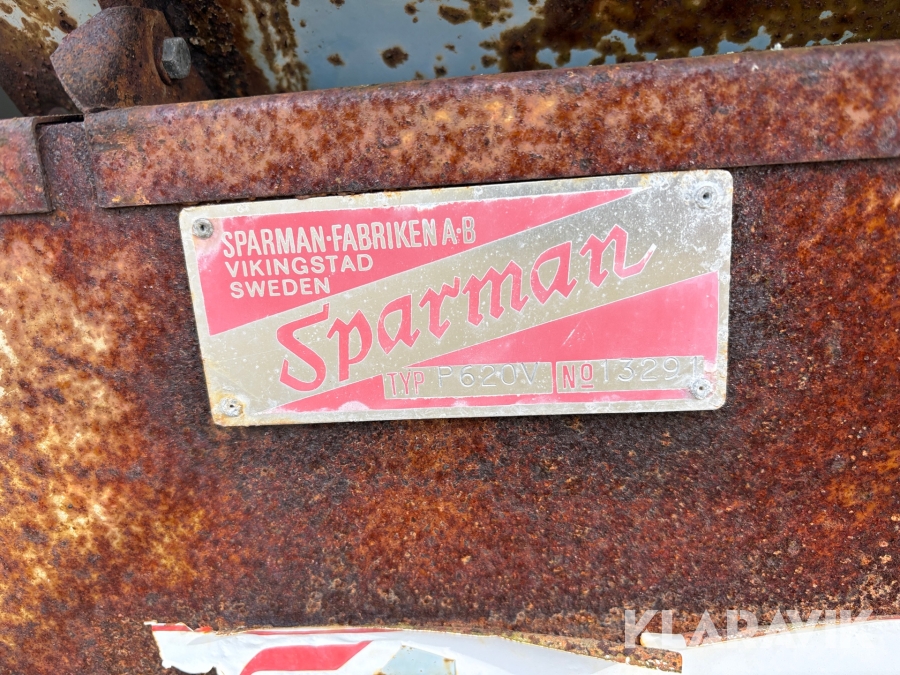 SPARMAN·FABRIKEN A·B
VIKINGSTAD
SWEDEN
Sparman
TYP P620V No 13291
KLARAVIK